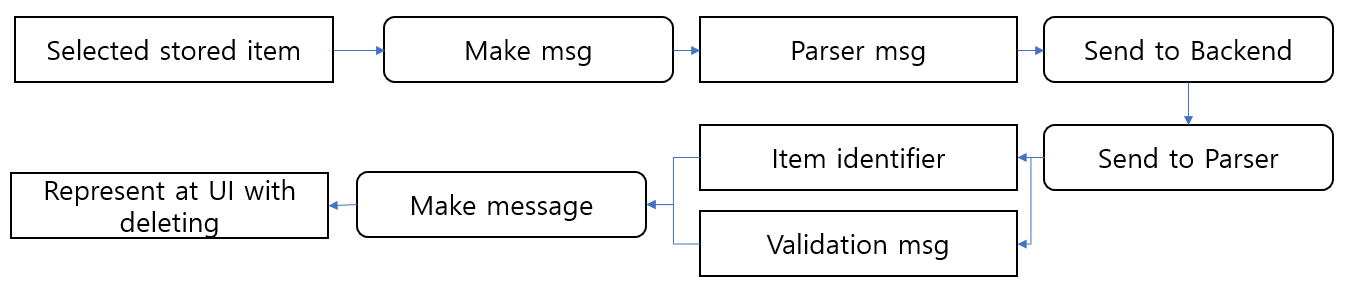 Selected stored item
Make msg
Parser msg
Send to Backend
Send to Parser
Item identifier
Validation msg
Make message
Represent at UI with
deleting